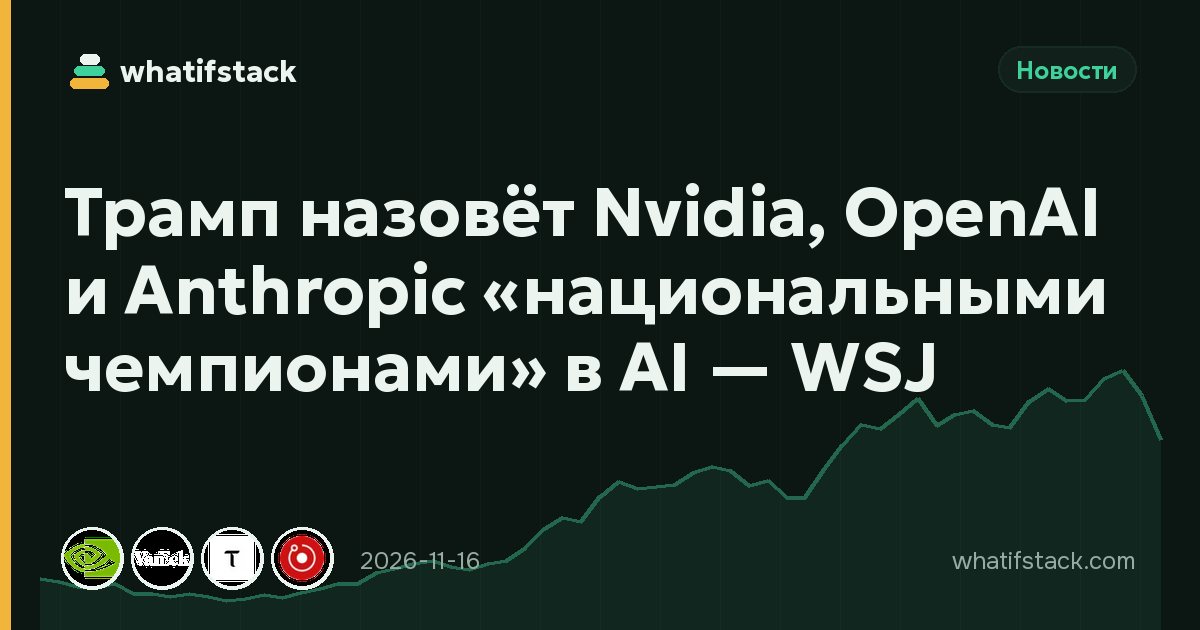 whatifstack
Новости
Трамп назовёт Nvidia, OpenAI
и Anthropic «национальными
чемпионами» в AI — WSJ
τ
2026-11-16
whatifstack.com